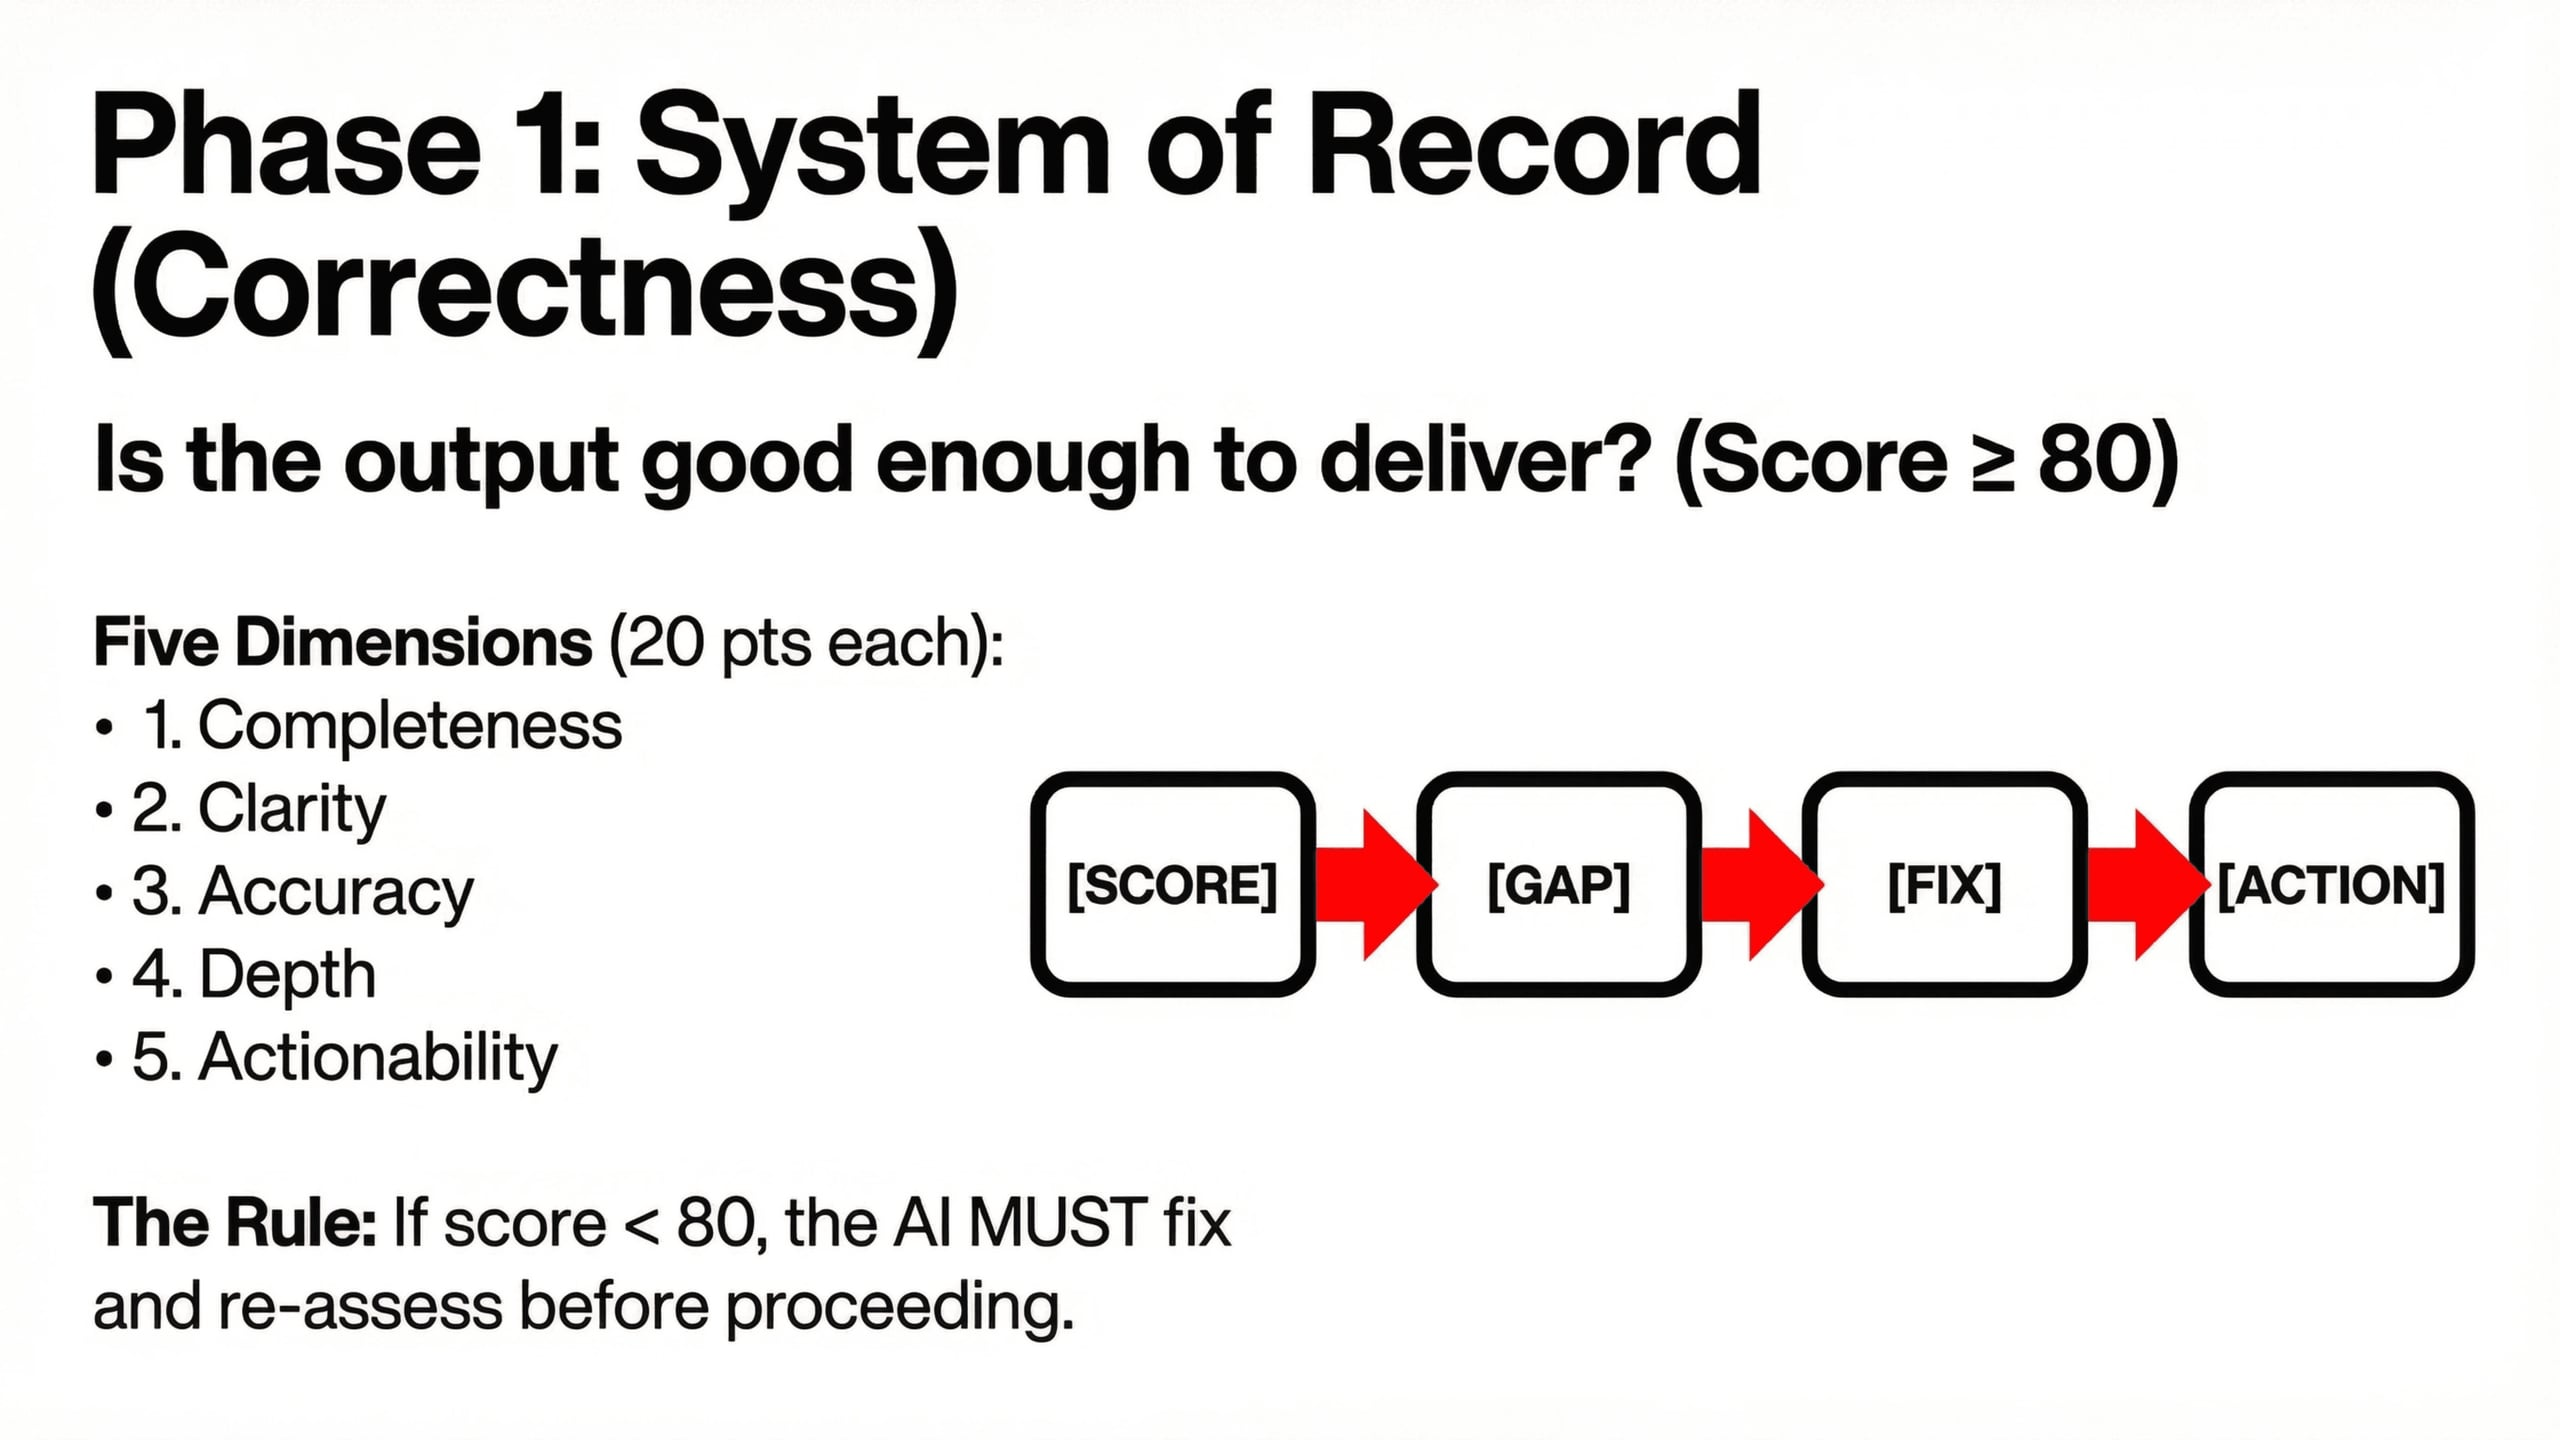 Phase 1: System of Record
(Correctness)
Is the output good enough to deliver? (Score ≥ 80)
Five Dimensions (20 pts each):
• 1. Completeness
• 2. Clarity
• 3. Accuracy
• 4. Depth
• 5. Actionability
[SCORE] [GAP] [FIX] [ACTION]
The Rule: If score < 80, the AI MUST fix
and re-assess before proceeding.